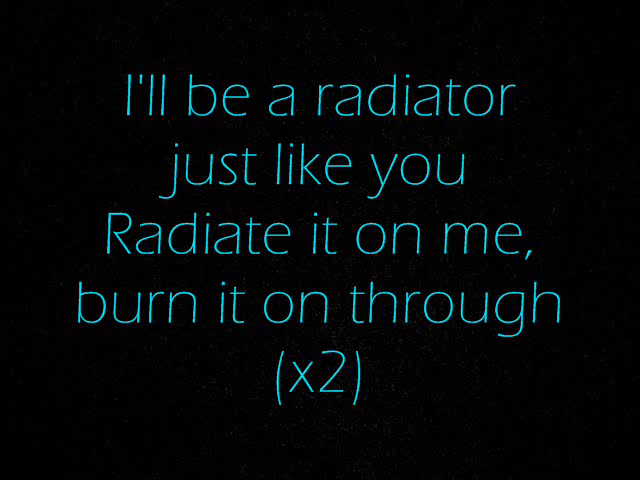 I'll be a radiator
just like you
Radiate it on me,
burn it on through
(x2)